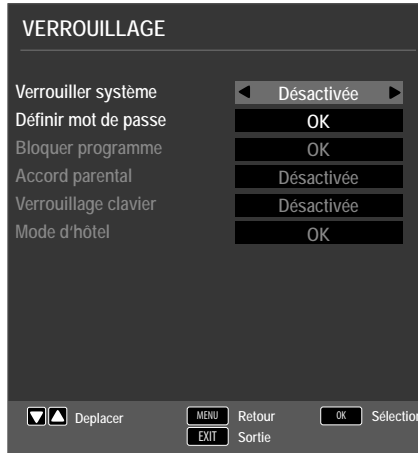 VERROUILLAGE
Verrouiller système Désactivée
Définir mot de passe OK
Bloquer programme OK
Accord parental Désactivée
Verrouillage clavier Désactivée
Mode d'hôtel OK
Deplacer MENU Retour OK Sélection
EXIT Sortie